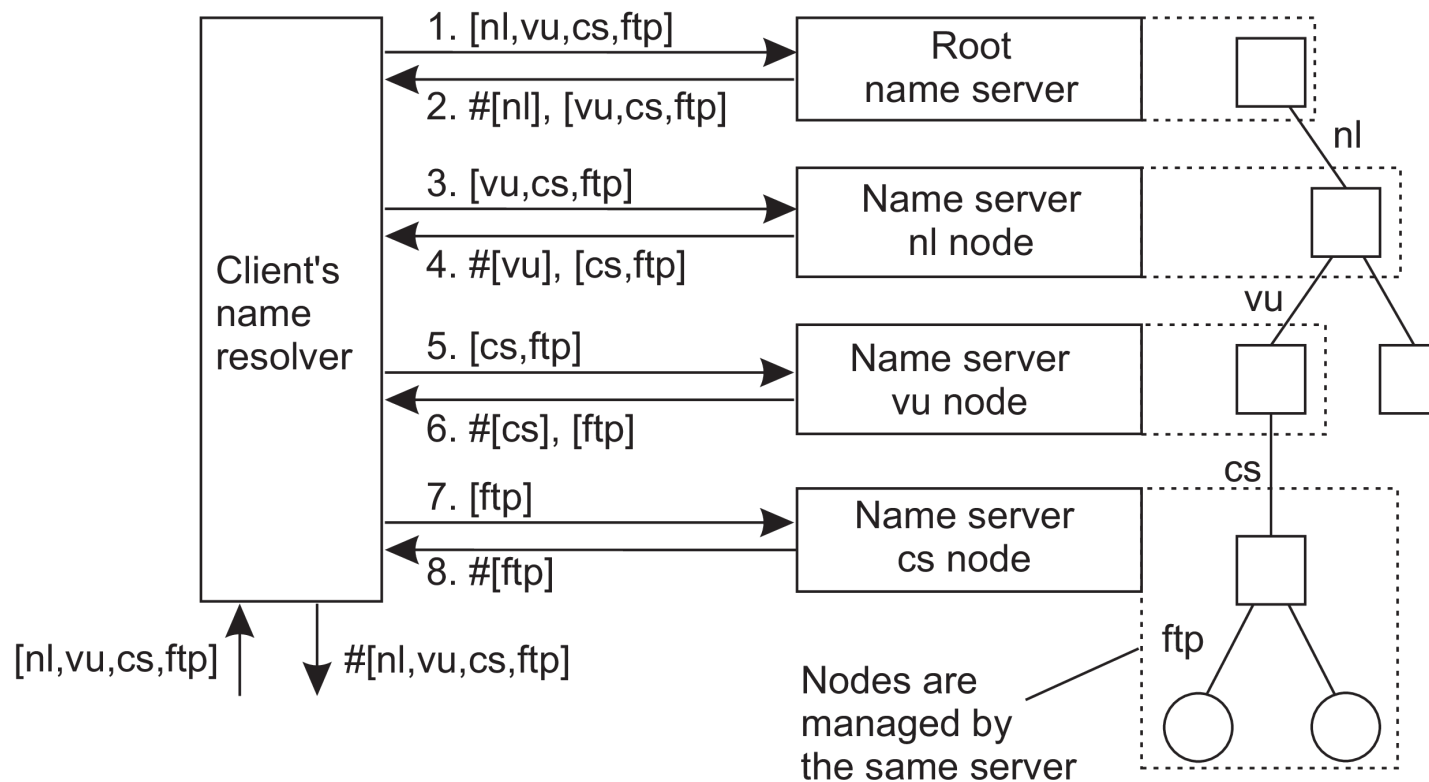 1. [nl,vu,cs,ftp]
Root
name server
2. #[nl], [vu,cs,ftp]
nl
3. [vu,cs,ftp]
Name server
nl node
4. #[vu], [cs,ftp]
Client's
name
resolver
vu
5. [cs,ftp]
Name server
vu node
6. #[cs], [ftp]
cs
7. [ftp]
Name server
cs node
8. #[ftp]
[nl,vu,cs,ftp]
#[nl,vu,cs,ftp]
ftp
Nodes are
managed by
the same server